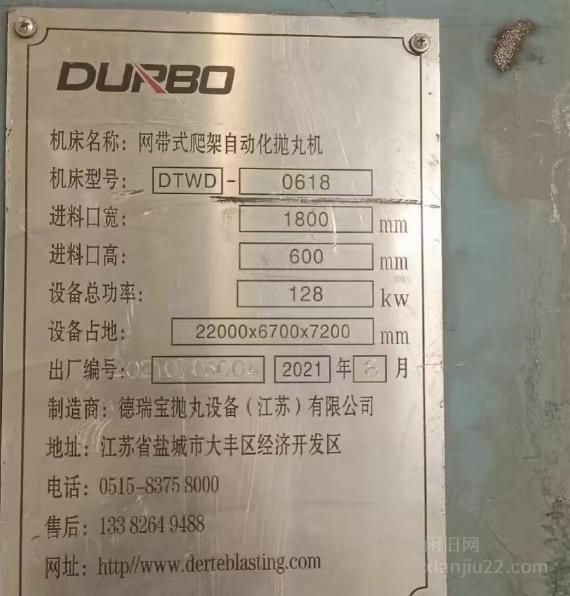 DURBO
机床名称：网带式爬架自动化抛丸机
机床型号：DTWD-0618
进料口宽：1800 mm
进料口高：600 mm
设备总功率：128 kw
设备占地：22000x6700x7200 mm
出厂编号： 2021 年 8 月
制造商：德瑞宝抛丸设备（江苏）有限公司
地址：江苏省盐城市大丰区经济开发区
电话：0515-8375 8000
售后：133 8264 9488
网址：http//www.derteblasting.com
闲旧网
xianjiu22.com